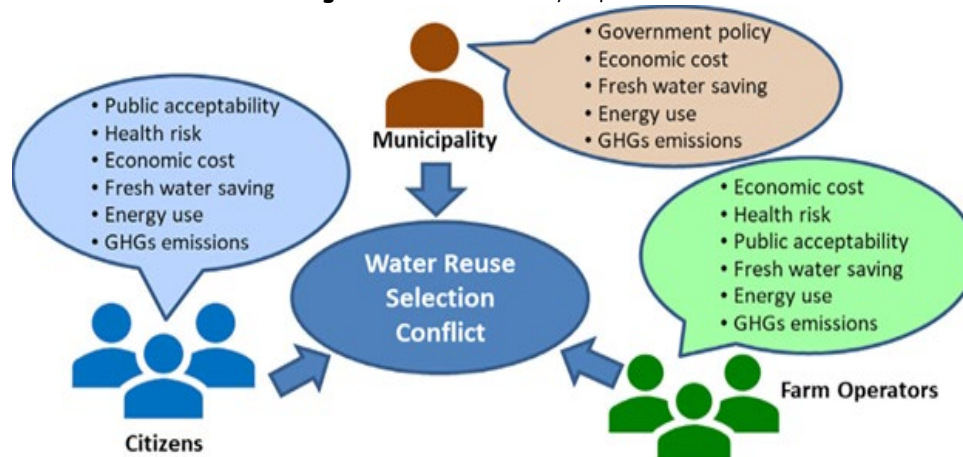 • Government policy
• Economic cost
• Fresh water saving
• Energy use
• GHGs emissions
Municipality
• Public acceptability
• Health risk
• Economic cost
• Fresh water saving
• Energy use
• GHGs emissions
• Economic cost
• Health risk
• Public acceptability
• Fresh water saving
• Energy use
• GHGs emissions
Water Reuse
Selection
Conflict
Citizens
Farm Operators